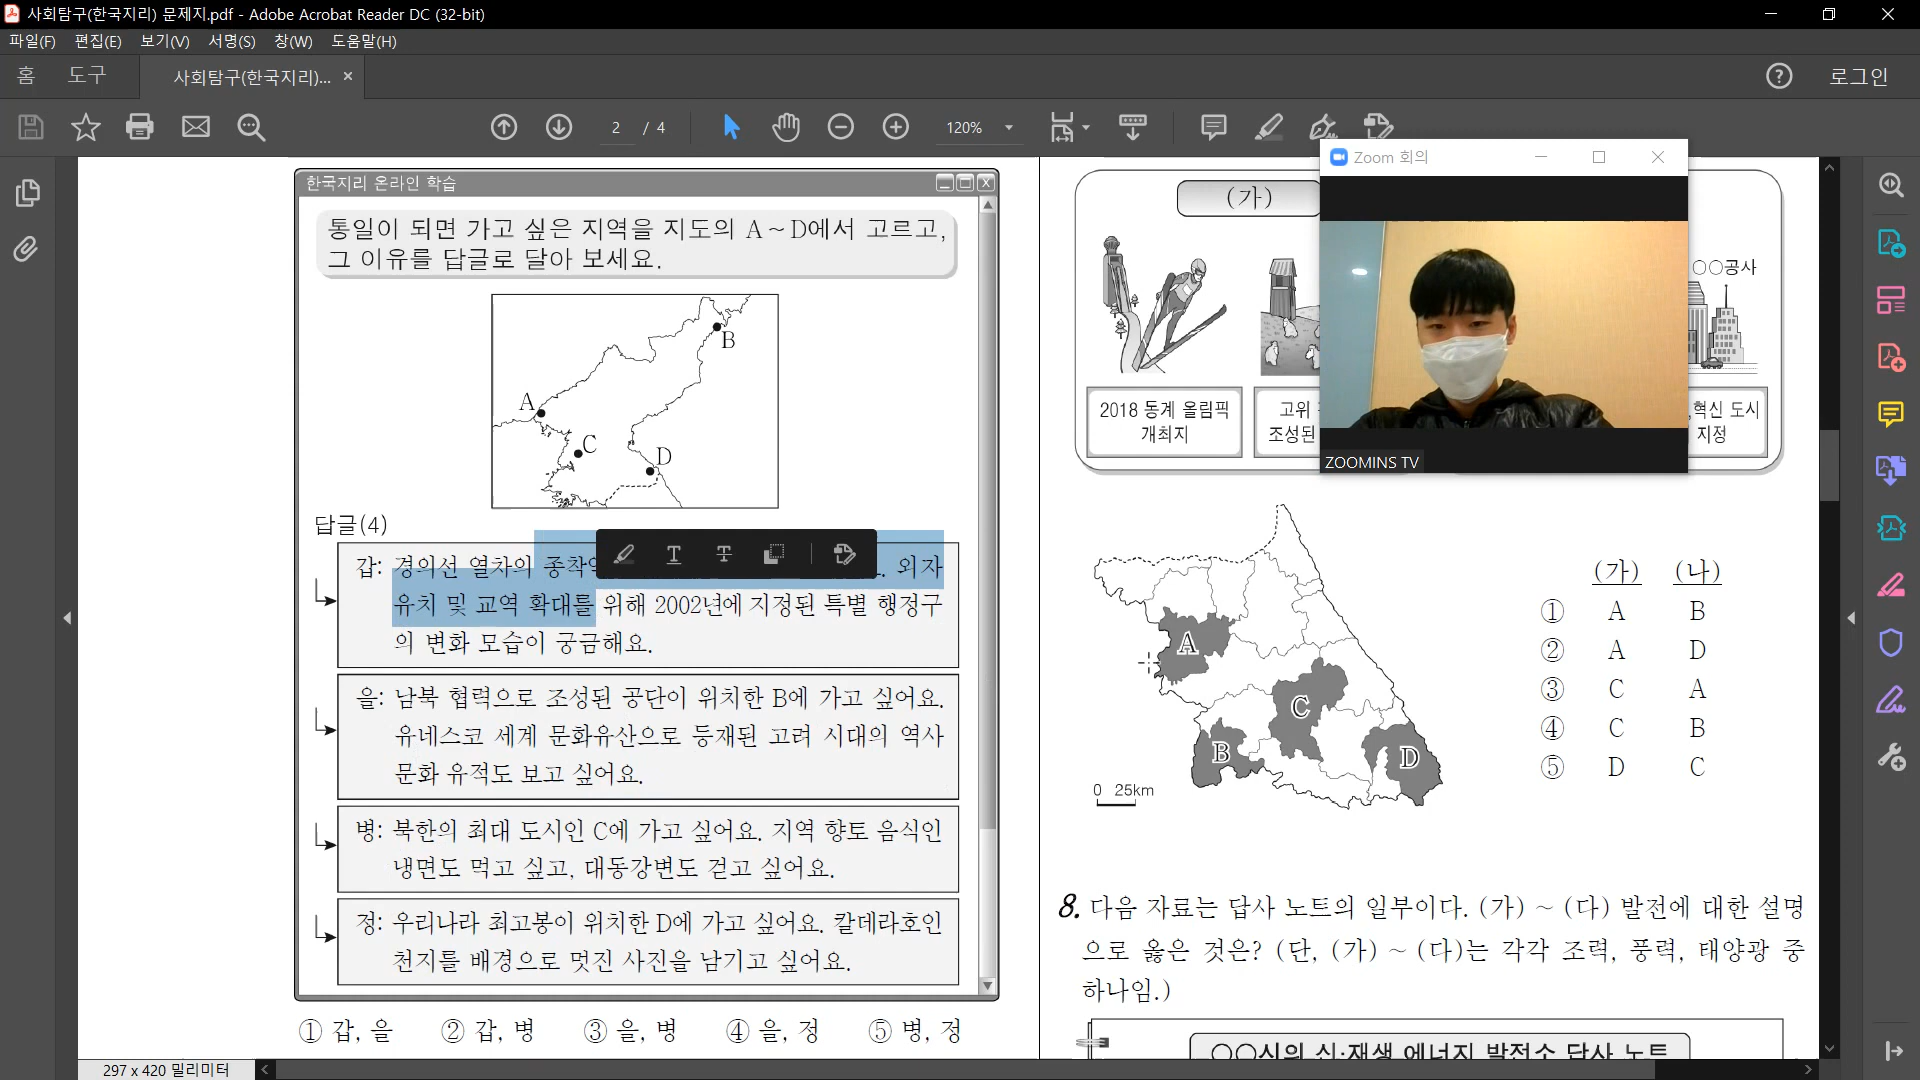 사회탐구(한국지리) 문제지.pdf - Adobe Acrobat Reader DC (32-bit)
파일(F) 편집(E) 보기(V) 서명(S) 창(W) 도움말(H)
홈 도구 사회탐구(한국지리)... × 로그인
2 / 4 120%
한국지리 온라인 학습
통일이 되면 가고 싶은 지역을 지도의 A ~ D에서 고르고,
그 이유를 답글로 달아 보세요.
A
B
C
D
답글(4)
갑: 경의선 열차의 종착 . 외자
유치 및 교역 확대를 위해 2002년에 지정된 특별 행정구
의 변화 모습이 궁금해요.
을: 남북 협력으로 조성된 공단이 위치한 B에 가고 싶어요.
유네스코 세계 문화유산으로 등재된 고려 시대의 역사
문화 유적도 보고 싶어요.
병: 북한의 최대 도시인 C에 가고 싶어요. 지역 향토 음식인
냉면도 먹고 싶고, 대동강변도 걷고 싶어요.
정: 우리나라 최고봉이 위치한 D에 가고 싶어요. 칼데라호인
천지를 배경으로 멋진 사진을 남기고 싶어요.
① 갑, 을 ② 갑, 병 ③ 을, 병 ④ 을, 정 ⑤ 병, 정
297 x 420 밀리미터
(가)
Zoom 회의
ZOOMINS TV
○○공사
2018 동계 올림픽
개최지
고위
조성된
,혁신 도시
지정
A
B
C
D
0 25km
(가) (나)
① A B
② A D
③ C A
④ C B
⑤ D C
8. 다음 자료는 답사 노트의 일부이다. (가) ~ (다) 발전에 대한 설명
으로 옳은 것은? (단, (가) ~ (다)는 각각 조력, 풍력, 태양광 중
하나임.)
○○시의 신·재생 에너지 발전소 답사 노트